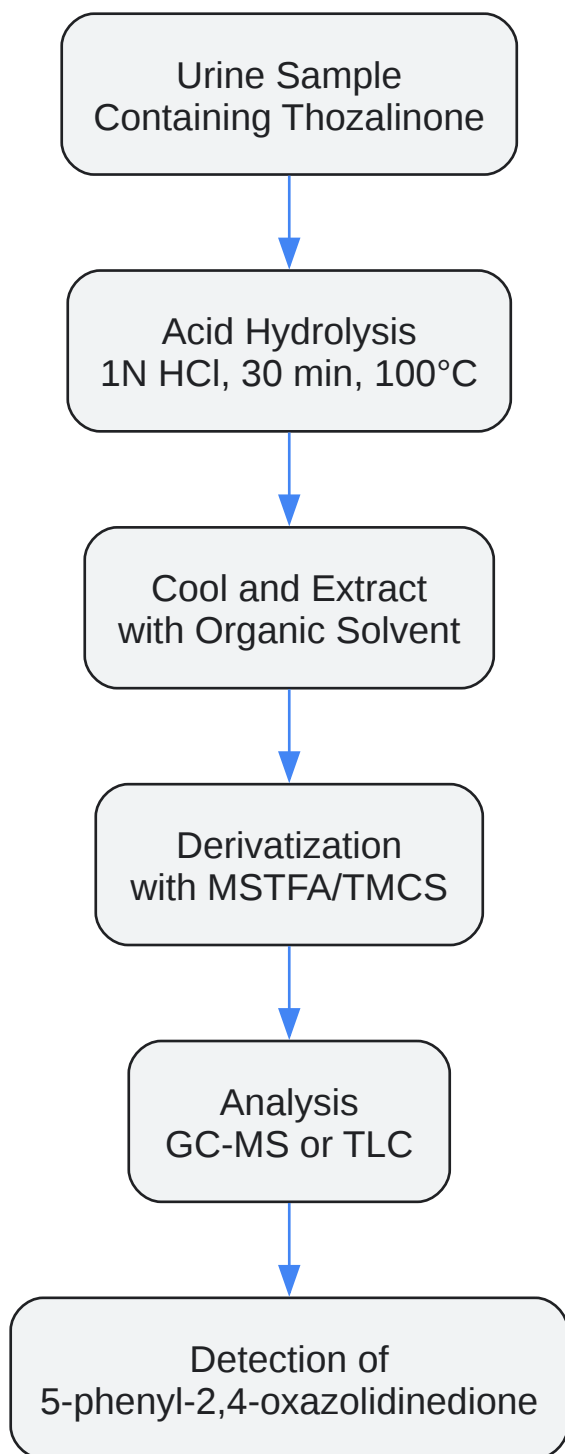 Urine Sample
Containing Thozalinone
Acid Hydrolysis
1N HCl, 30 min, 100°C
Cool and Extract
with Organic Solvent
Derivatization
with MSTFA/TMCS
Analysis
GC-MS or TLC
Detection of
5-phenyl-2,4-oxazolidinedione